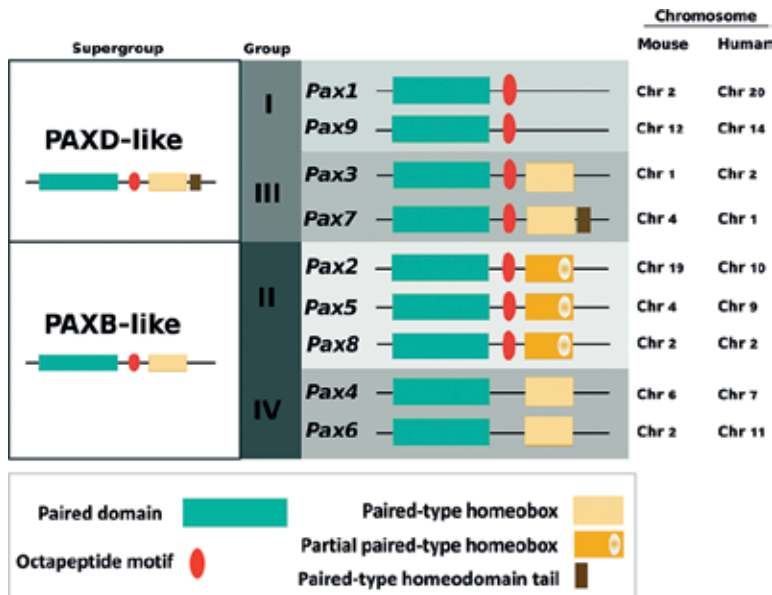 Chromosome
Supergroup Group Mouse Human
PAXD-like
I
Pax1 Chr 2 Chr 20
Pax9 Chr 12 Chr 14
III
Pax3 Chr 1 Chr 2
Pax7 Chr 4 Chr 1
PAXB-like
II
Pax2 Chr 19 Chr 10
Pax5 Chr 4 Chr 9
Pax8 Chr 2 Chr 2
IV
Pax4 Chr 6 Chr 7
Pax6 Chr 2 Chr 11
Paired domain
Octapeptide motif
Paired-type homeobox
Partial paired-type homeobox
Paired-type homeodomain tail